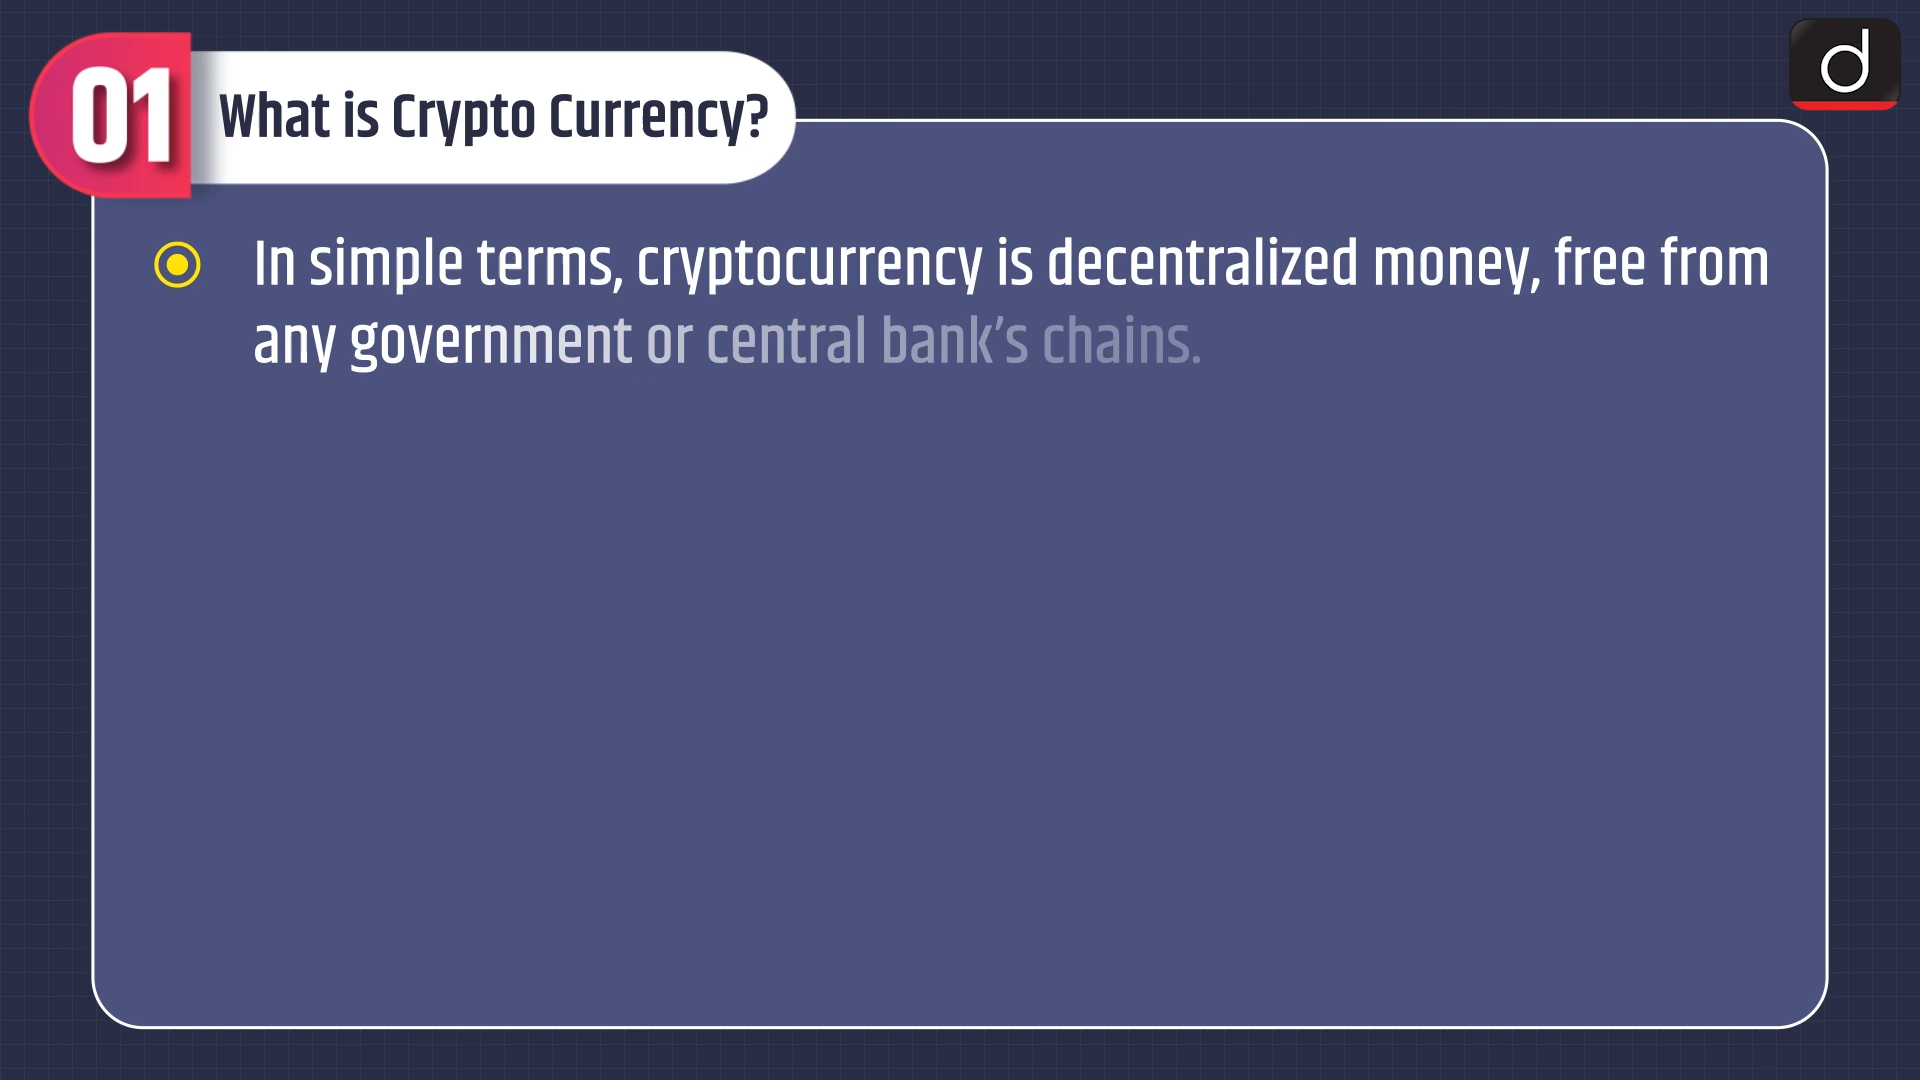 01
What is Crypto Currency?
d
In simple terms, cryptocurrency is decentralized money, free from
any government or central bank’s chains.